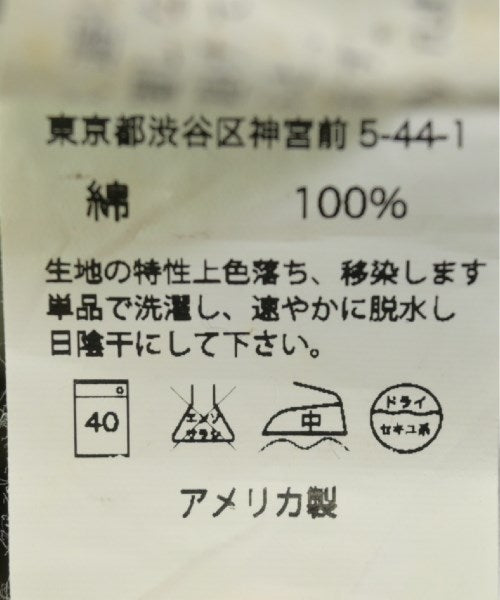 東京都渋谷区神宮前 5-44-1
綿 100%
生地の特性上色落ち、移染します
単品で洗濯し、速やかに脱水し
日陰干にして下さい。
40
エンソ
サラシ
中
ドライ
セキユ系
アメリカ製